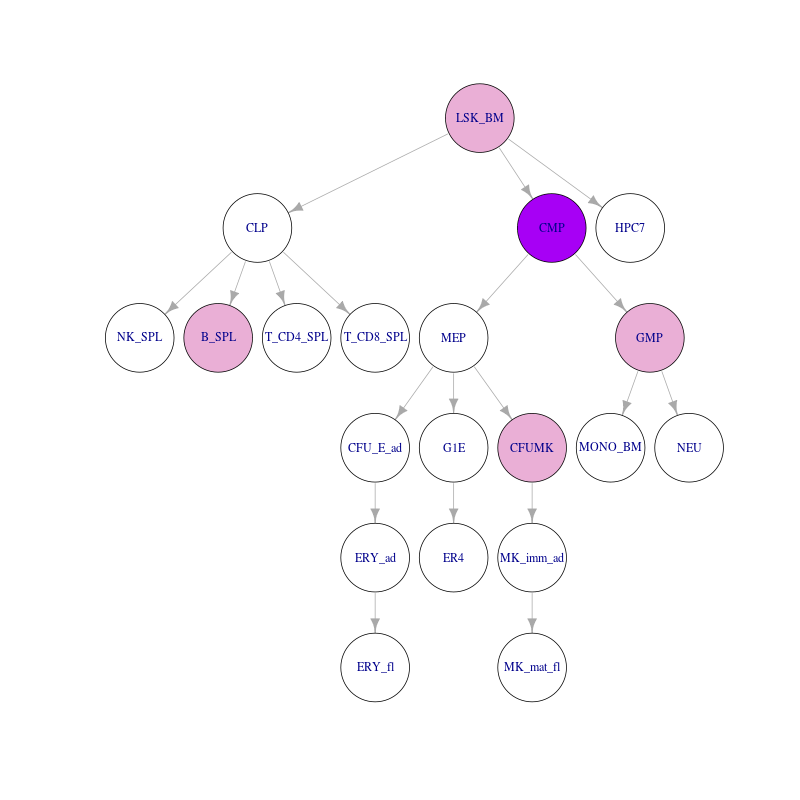 LSK_BM
CLP
CMP
HPC7
NK_SPL
B_SPL
T_CD4_SPL
T_CD8_SPL
MEP
GMP
CFU_E_ad
G1E
CFUMK
MONO_BM
NEU
ERY_ad
ER4
MK_imm_ad
ERY_fl
MK_mat_fl